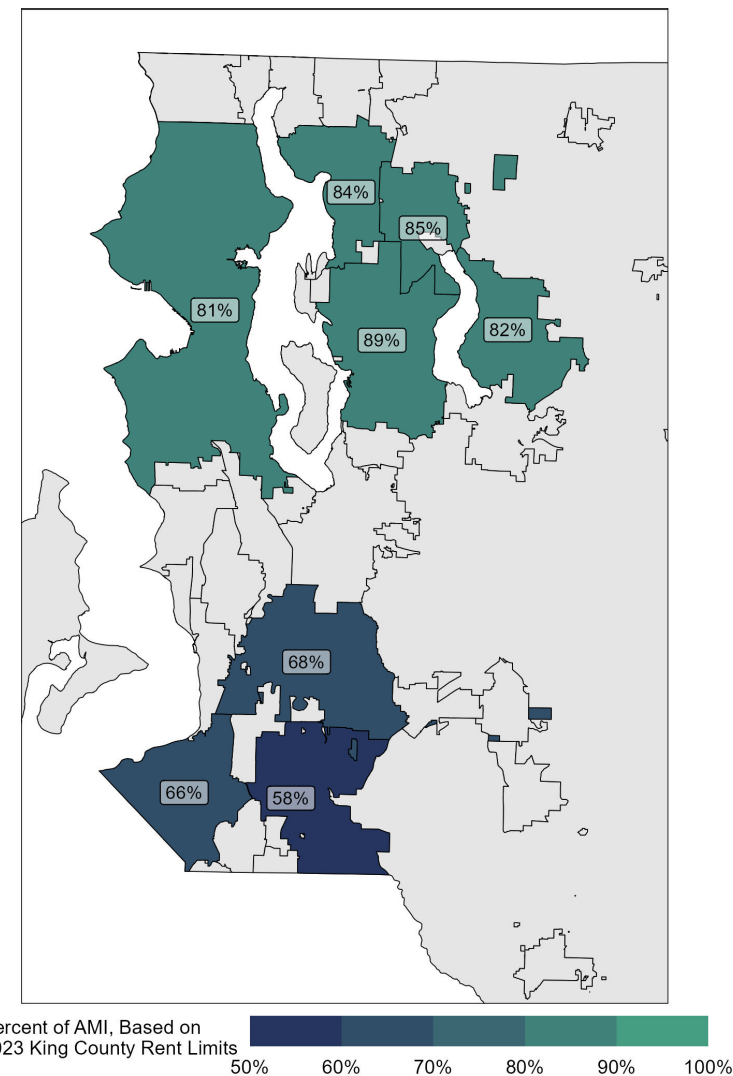 84%
85%
81%
82%
89%
68%
66%
58%
ercent of AMI, Based on
023 King County Rent Limits
50% 60% 70% 80% 90% 100%